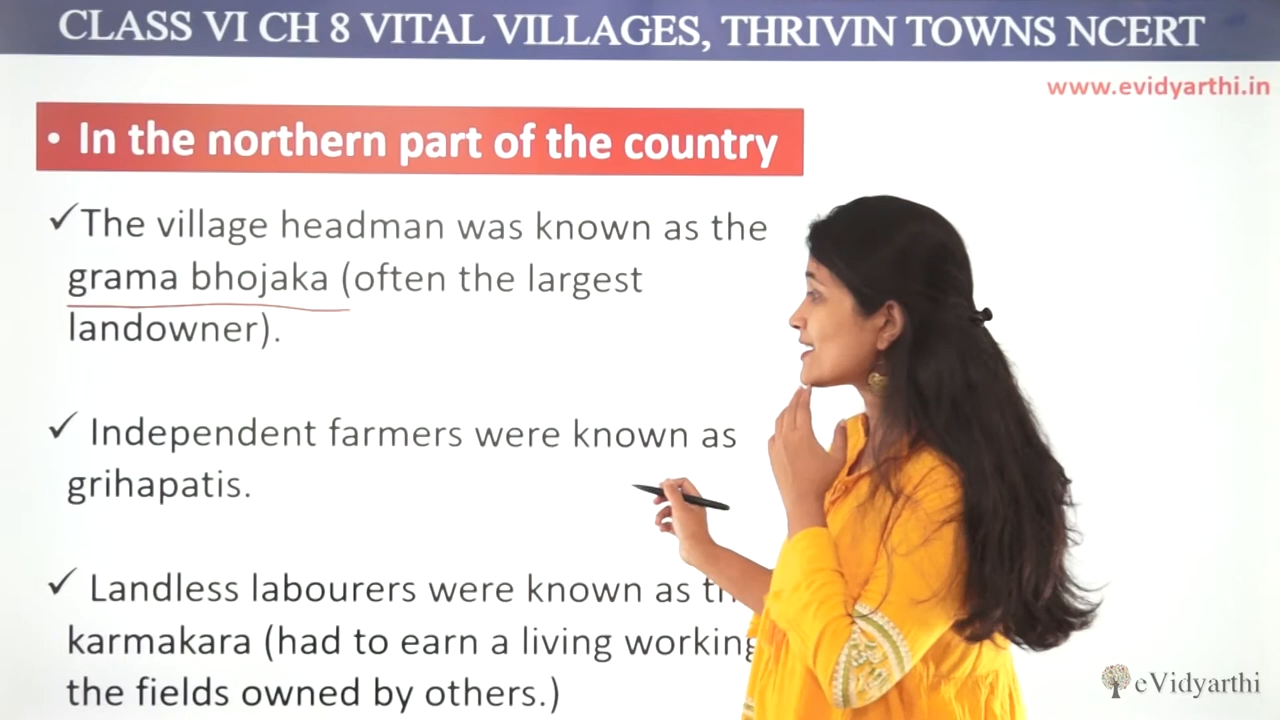 CLASS VI CH 8 VITAL VILLAGES, THRIVIN TOWNS NCERT
www.evidyarthi.in
• In the northern part of the country
✓The village headman was known as the
grama bhojaka (often the largest
landowner).
✓ Independent farmers were known as
grihapatis.
✓ Landless labourers were known as
karmakara (had to earn a living working
the fields owned by others.)
eVidyarthi